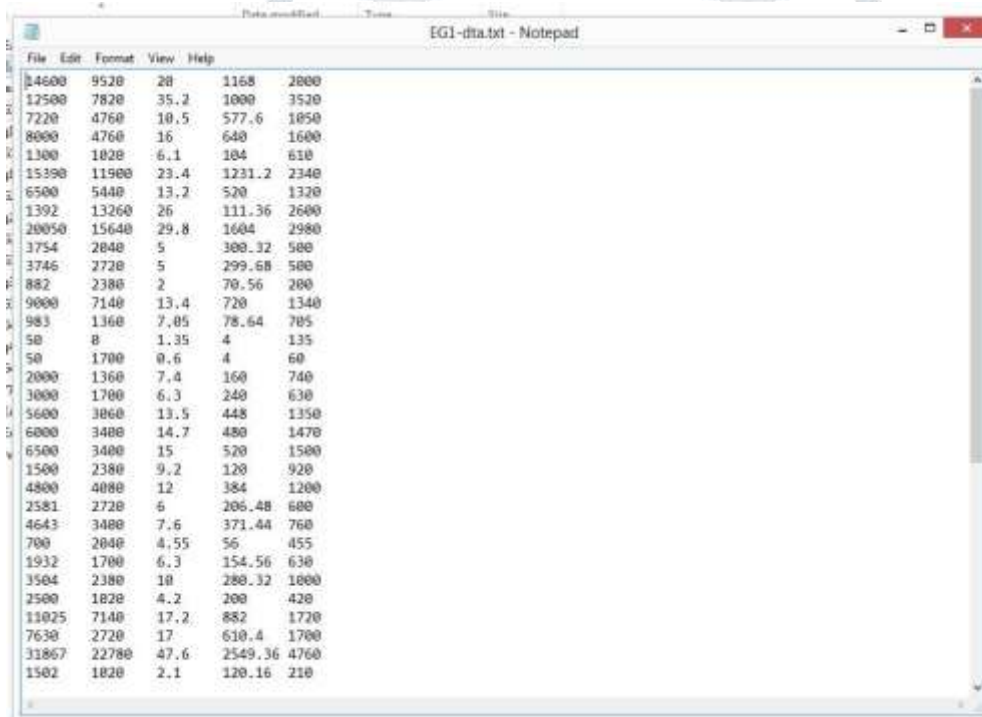 Date modified Type Size
EG1-dta.txt - Notepad
File Edit Format View Help
14600 9520 20 1168 2000
12500 7820 35.2 1000 3520
7220 4760 10.5 577.6 1050
8000 4760 16 640 1600
1300 1020 6.1 104 610
15390 11900 23.4 1231.2 2340
6500 5440 13.2 520 1320
1392 13260 26 111.36 2600
20050 15640 29.8 1604 2980
3754 2040 5 300.32 500
3746 2720 5 299.68 500
882 2380 2 70.56 200
9000 7140 13.4 720 1340
983 1360 7.05 78.64 705
50 0 1.35 4 135
50 1700 0.6 4 60
2000 1360 7.4 160 740
3000 1700 6.3 240 630
5600 3060 13.5 448 1350
6000 3400 14.7 480 1470
6500 3400 15 520 1500
1500 2380 9.2 120 920
4800 4080 12 384 1200
2581 2720 6 206.48 600
4643 3400 7.6 371.44 760
700 2040 4.55 56 455
1932 1700 6.3 154.56 630
3504 2380 10 280.32 1000
2500 1020 4.2 200 420
11025 7140 17.2 882 1720
7630 2720 17 610.4 1700
31867 22780 47.6 2549.36 4760
1502 1020 2.1 120.16 210